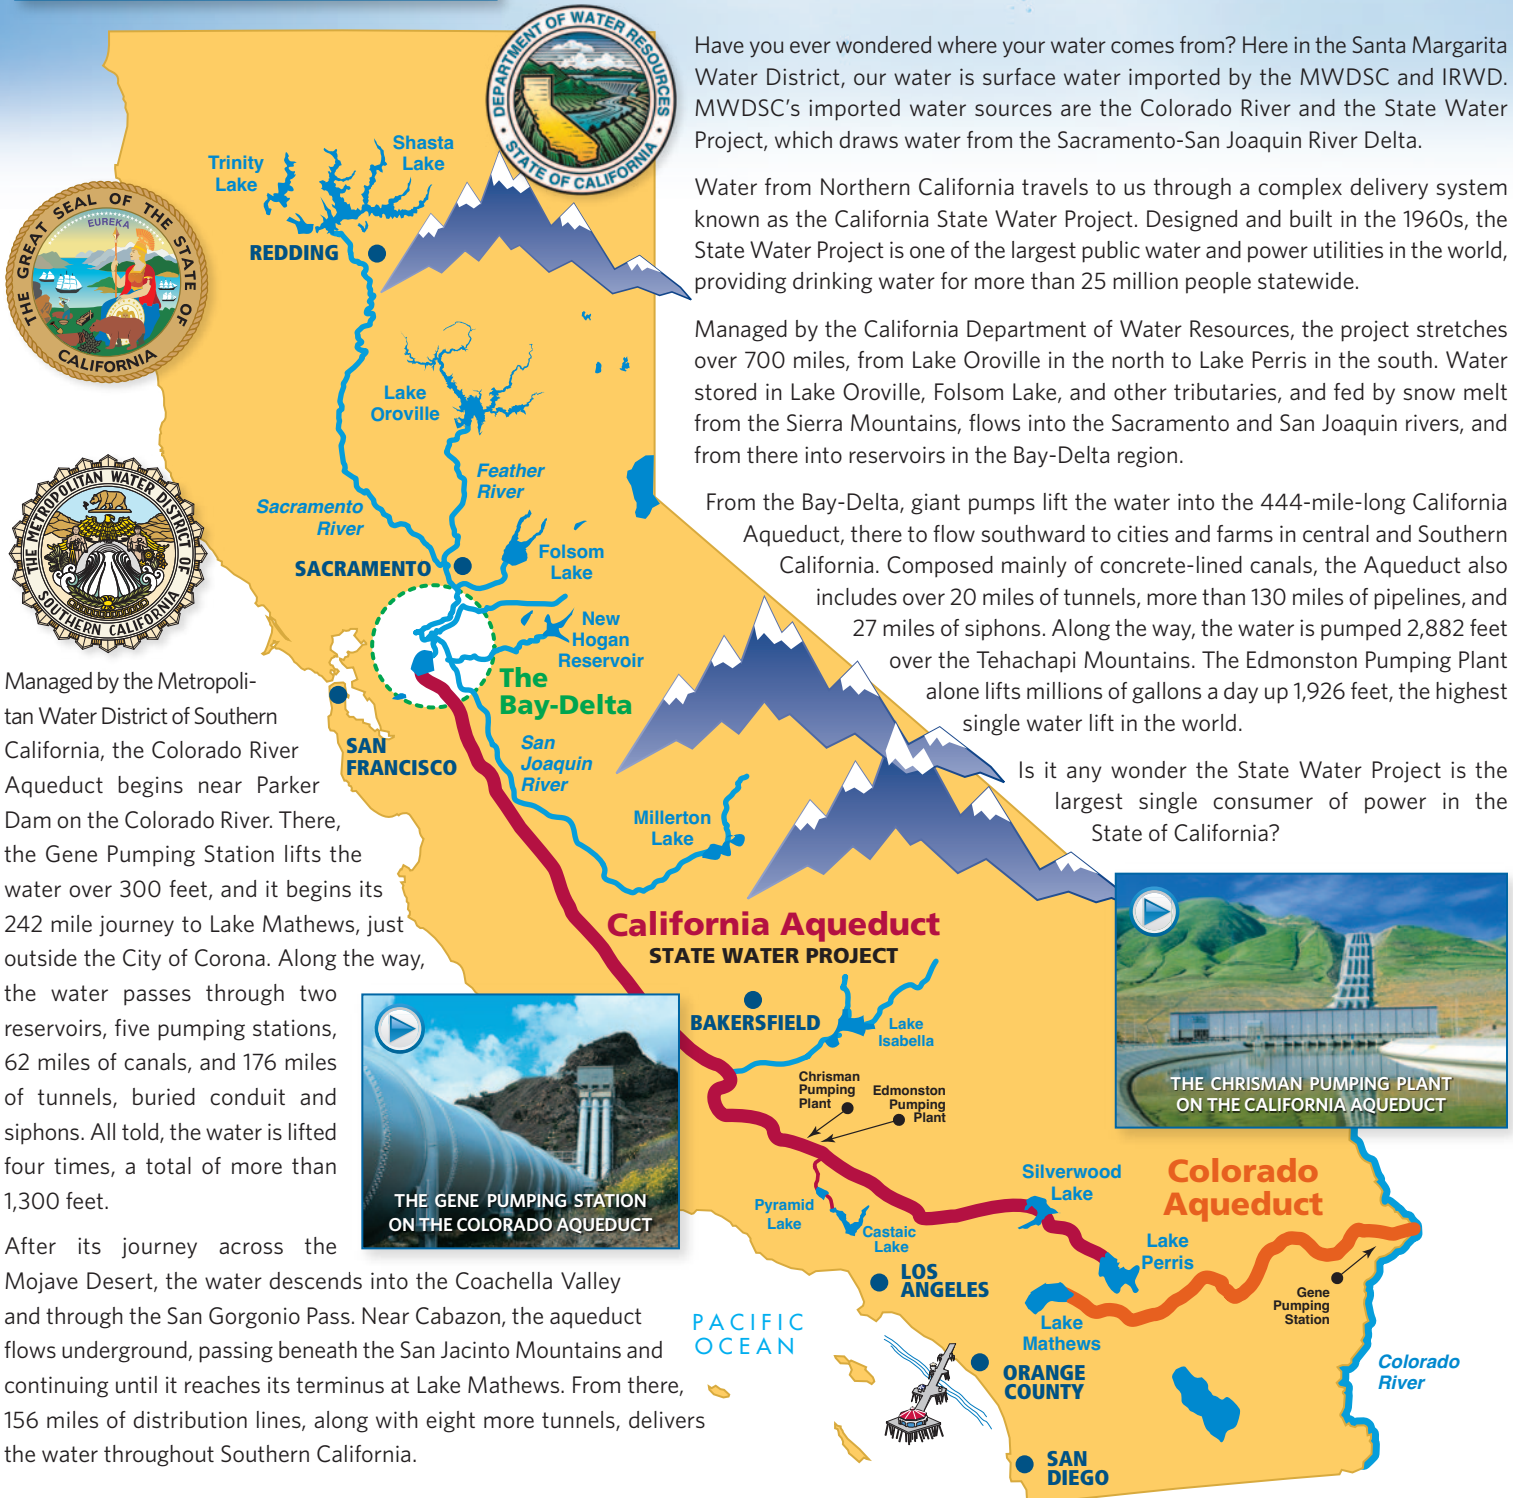 Have you ever wondered where your water comes from? Here in the Santa Margarita
Water District, our water is surface water imported by the MWDSC and IRWD.
MWDSC's imported water sources are the Colorado River and the State Water
Project, which draws water from the Sacramento-San Joaquin River Delta.
Water from Northern California travels to us through a complex delivery system
known as the California State Water Project. Designed and built in the 1960s, the
State Water Project is one of the largest public water and power utilities in the world,
providing drinking water for more than 25 million people statewide.
Managed by the California Department of Water Resources, the project stretches
over 700 miles, from Lake Oroville in the north to Lake Perris in the south. Water
stored in Lake Oroville, Folsom Lake, and other tributaries, and fed by snow melt
from the Sierra Mountains, flows into the Sacramento and San Joaquin rivers, and
from there into reservoirs in the Bay-Delta region.
From the Bay-Delta, giant pumps lift the water into the 444-mile-long California
Aqueduct, there to flow southward to cities and farms in central and Southern
California. Composed mainly of concrete-lined canals, the Aqueduct also
includes over 20 miles of tunnels, more than 130 miles of pipelines, and
27 miles of siphons. Along the way, the water is pumped 2,882 feet
over the Tehachapi Mountains. The Edmonston Pumping Plant
alone lifts millions of gallons a day up 1,926 feet, the highest
single water lift in the world.
Is it any wonder the State Water Project is the
largest single consumer of power in the
State of California?
DEPARTMENT OF WATER RESOURCES
STATE OF CALIFORNIA
THE GREAT SEAL OF THE STATE OF
CALIFORNIA
EUREKA
THE METROPOLITAN WATER DISTRICT OF
SOUTHERN CALIFORNIA
Managed by the Metropoli-
tan Water District of Southern
California, the Colorado River
Aqueduct begins near Parker
Dam on the Colorado River. There,
the Gene Pumping Station lifts the
water over 300 feet, and it begins its
242 mile journey to Lake Mathews, just
outside the City of Corona. Along the way,
the water passes through two
reservoirs, five pumping stations,
62 miles of canals, and 176 miles
of tunnels, buried conduit and
siphons. All told, the water is lifted
four times, a total of more than
1,300 feet.
After its journey across the
Mojave Desert, the water descends into the Coachella Valley
and through the San Gorgonio Pass. Near Cabazon, the aqueduct
flows underground, passing beneath the San Jacinto Mountains and
continuing until it reaches its terminus at Lake Mathews. From there,
156 miles of distribution lines, along with eight more tunnels, delivers
the water throughout Southern California.
Trinity
Lake
Shasta
Lake
REDDING
Lake
Oroville
Feather
River
Sacramento
River
SACRAMENTO
Folsom
Lake
New
Hogan
Reservoir
The
Bay-Delta
SAN
FRANCISCO
San
Joaquin
River
Millerton
Lake
California Aqueduct
STATE WATER PROJECT
BAKERSFIELD
Lake
Isabella
Chrisman
Pumping
Plant
Edmonston
Pumping
Plant
THE GENE PUMPING STATION
ON THE COLORADO AQUEDUCT
THE CHRISMAN PUMPING PLANT
ON THE CALIFORNIA AQUEDUCT
Pyramid
Lake
Castaic
Lake
Silverwood
Lake
Colorado
Aqueduct
Lake
Perris
LOS
ANGELES
Lake
Mathews
Gene
Pumping
Station
PACIFIC
OCEAN
ORANGE
COUNTY
Colorado
River
SAN
DIEGO